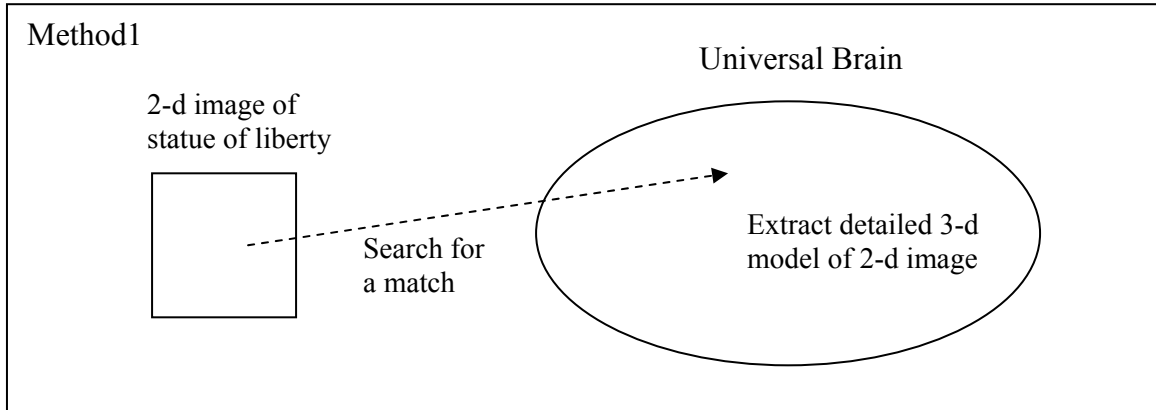 Method1
Universal Brain
2-d image of
statue of liberty
Search for
a match
Extract detailed 3-d
model of 2-d image